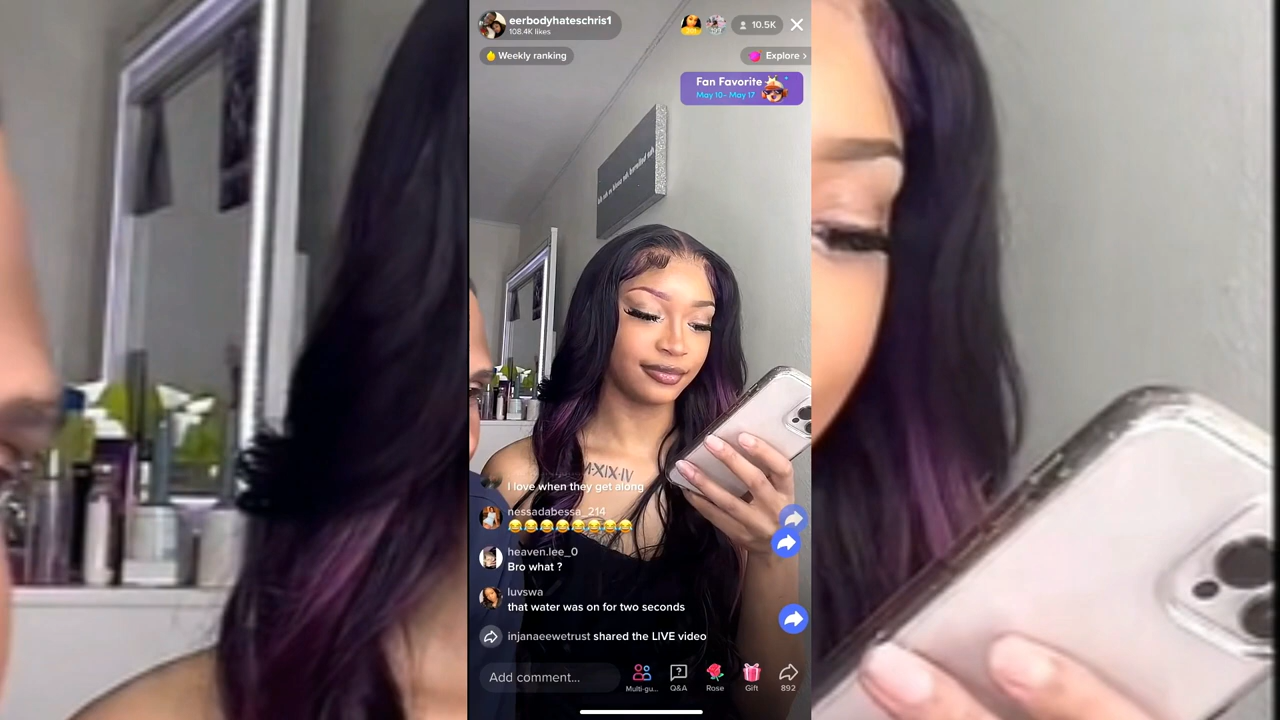 eerbodyhateschris1
108.4K likes
10.5K
Weekly ranking
Explore >
Fan Favorite
May 10- May 17
I love when they get along
nessadabessa_214
😂😂😂😂😂😂😂😂
heaven.lee_0
Bro what ?
luvswa
that water was on for two seconds
injanaeewetrust shared the LIVE video
Add comment...
Multi-gu...
Q&A
Rose
Gift
892